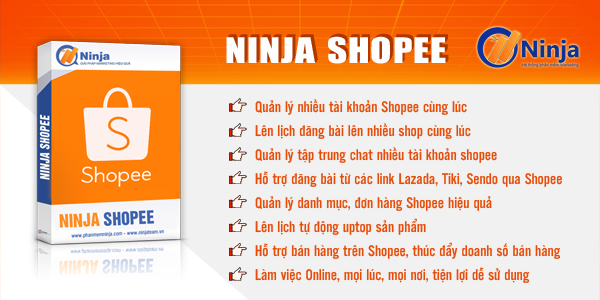 NINJA SHOPEE
Ninja
Hệ thống phần mềm Marketing
Ninja
GIẢI PHÁP MARKETING HIỆU QUẢ
NINJA SHOPEE
S
Shopee
NINJA SHOPEE
www.phanmemninja.com - www.ninjateam.vn
Quản lý nhiều tài khoản Shopee cùng lúc
Lên lịch đăng bài lên nhiều shop cùng lúc
Quản lý tập trung chat nhiều tài khoản shopee
Hỗ trợ đăng bài từ các link Lazada, Tiki, Sendo qua Shopee
Quản lý danh mục, đơn hàng Shopee hiệu quả
Lên lịch tự động uptop sản phẩm
Hỗ trợ bán hàng trên Shopee, thúc đẩy doanh số bán hàng
Làm việc Online, mọi lúc, mọi nơi, tiện lợi dễ sử dụng